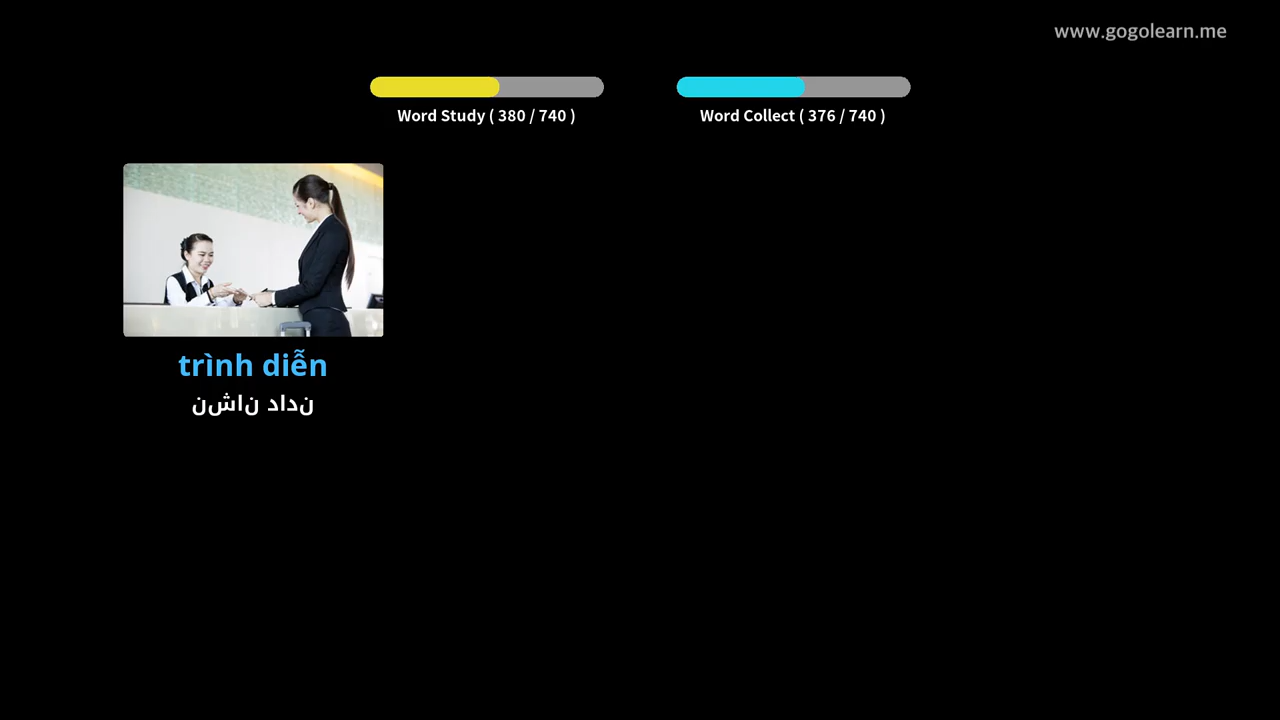 www.gogolearn.me
Word Study ( 380 / 740 )
Word Collect ( 376 / 740 )
trình diễn
نشان دادن